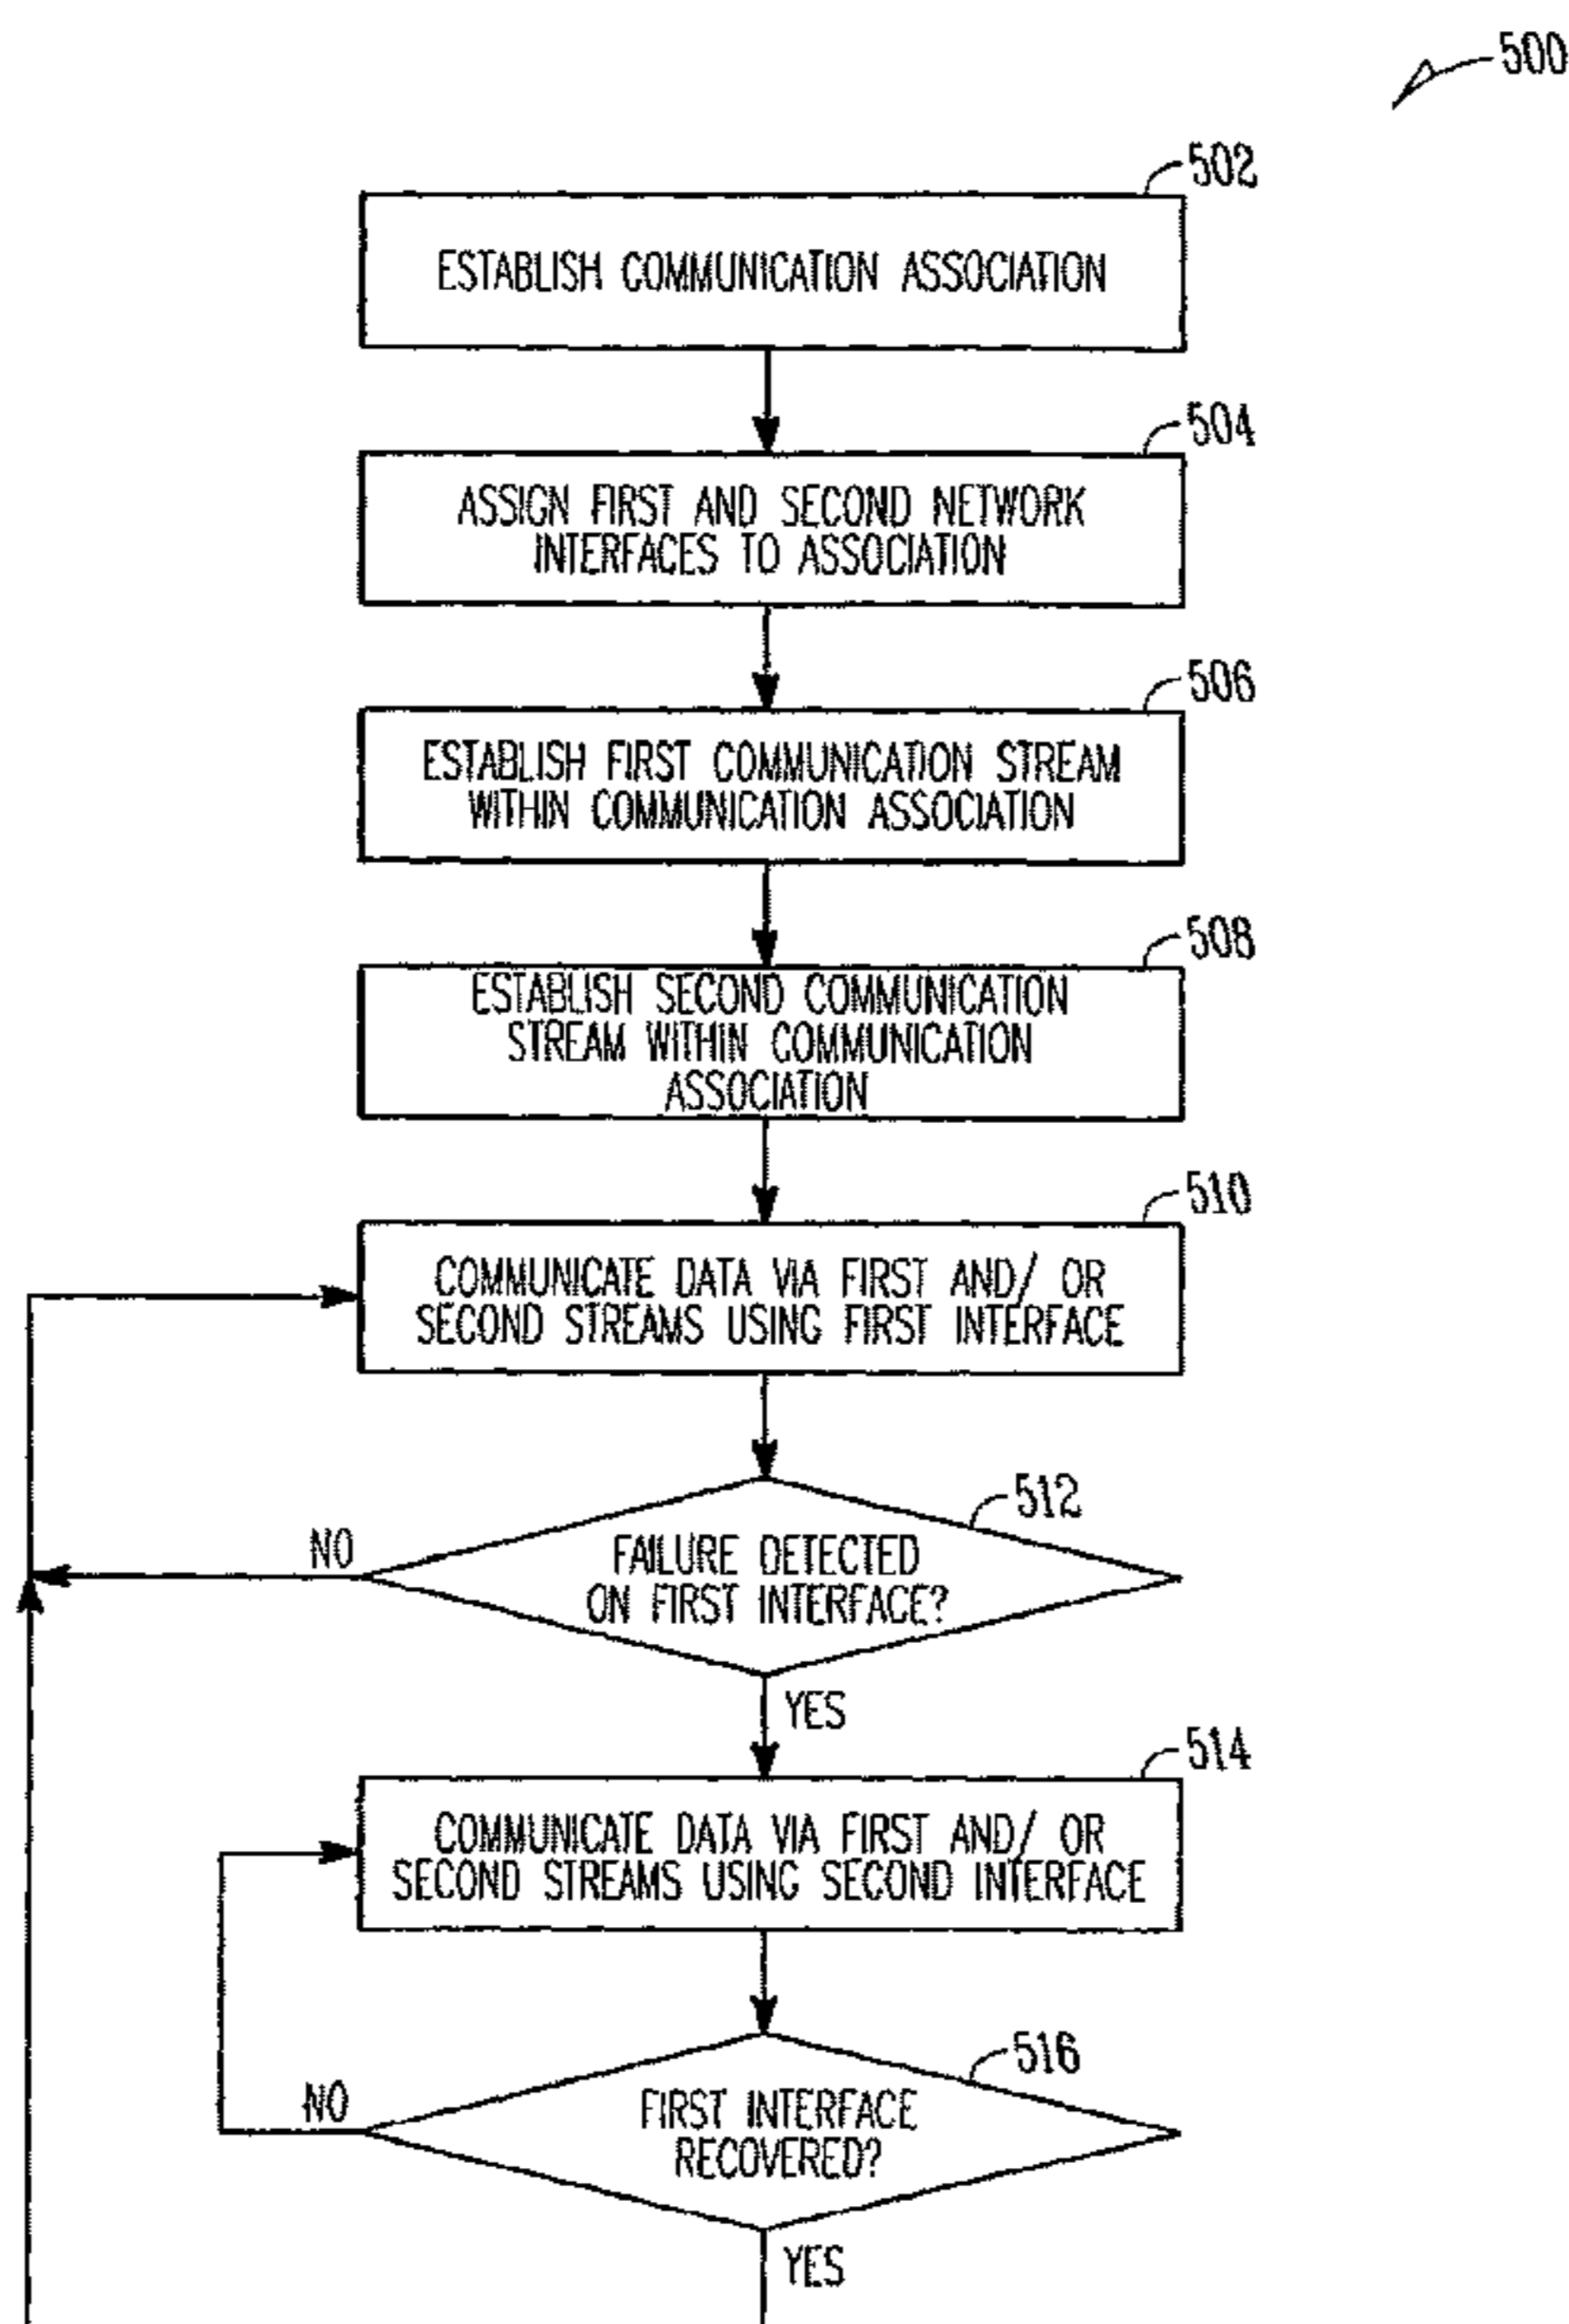 500
502
ESTABLISH COMMUNICATION ASSOCIATION
504
ASSIGN FIRST AND SECOND NETWORK
INTERFACES TO ASSOCIATION
506
ESTABLISH FIRST COMMUNICATION STREAM
WITHIN COMMUNICATION ASSOCIATION
508
ESTABLISH SECOND COMMUNICATION
STREAM WITHIN COMMUNICATION
ASSOCIATION
510
COMMUNICATE DATA VIA FIRST AND/ OR
SECOND STREAMS USING FIRST INTERFACE
512
NO
FAILURE DETECTED
ON FIRST INTERFACE?
YES
514
COMMUNICATE DATA VIA FIRST AND/ OR
SECOND STREAMS USING SECOND INTERFACE
516
NO
FIRST INTERFACE
RECOVERED?
YES